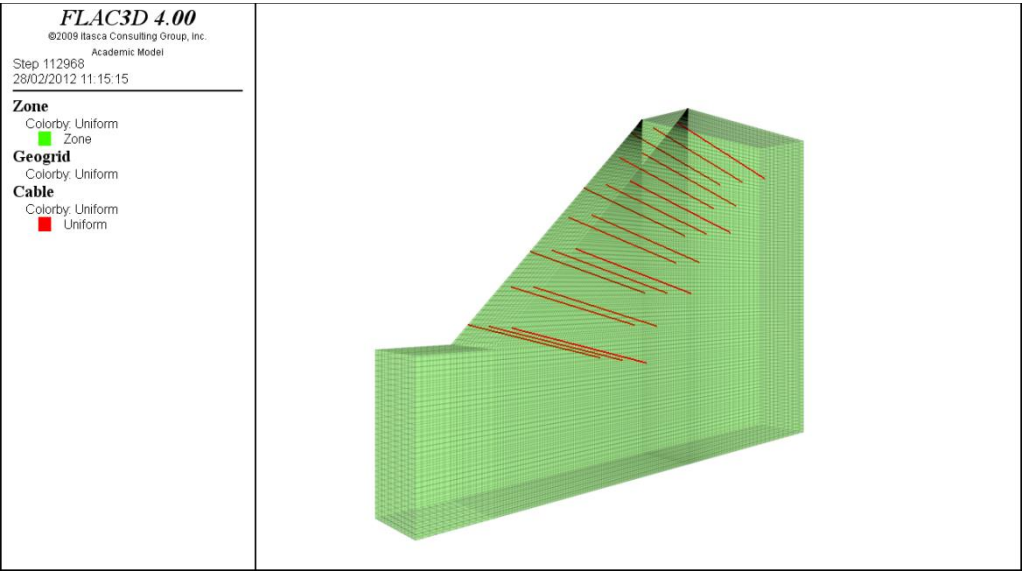 FLAC3D 4.00
©2009 Itasca Consulting Group, Inc.
Academic Model
Step 112968
28/02/2012 11:15:15
Zone
Colorby: Uniform
Zone
Geogrid
Colorby: Uniform
Cable
Colorby: Uniform
Uniform